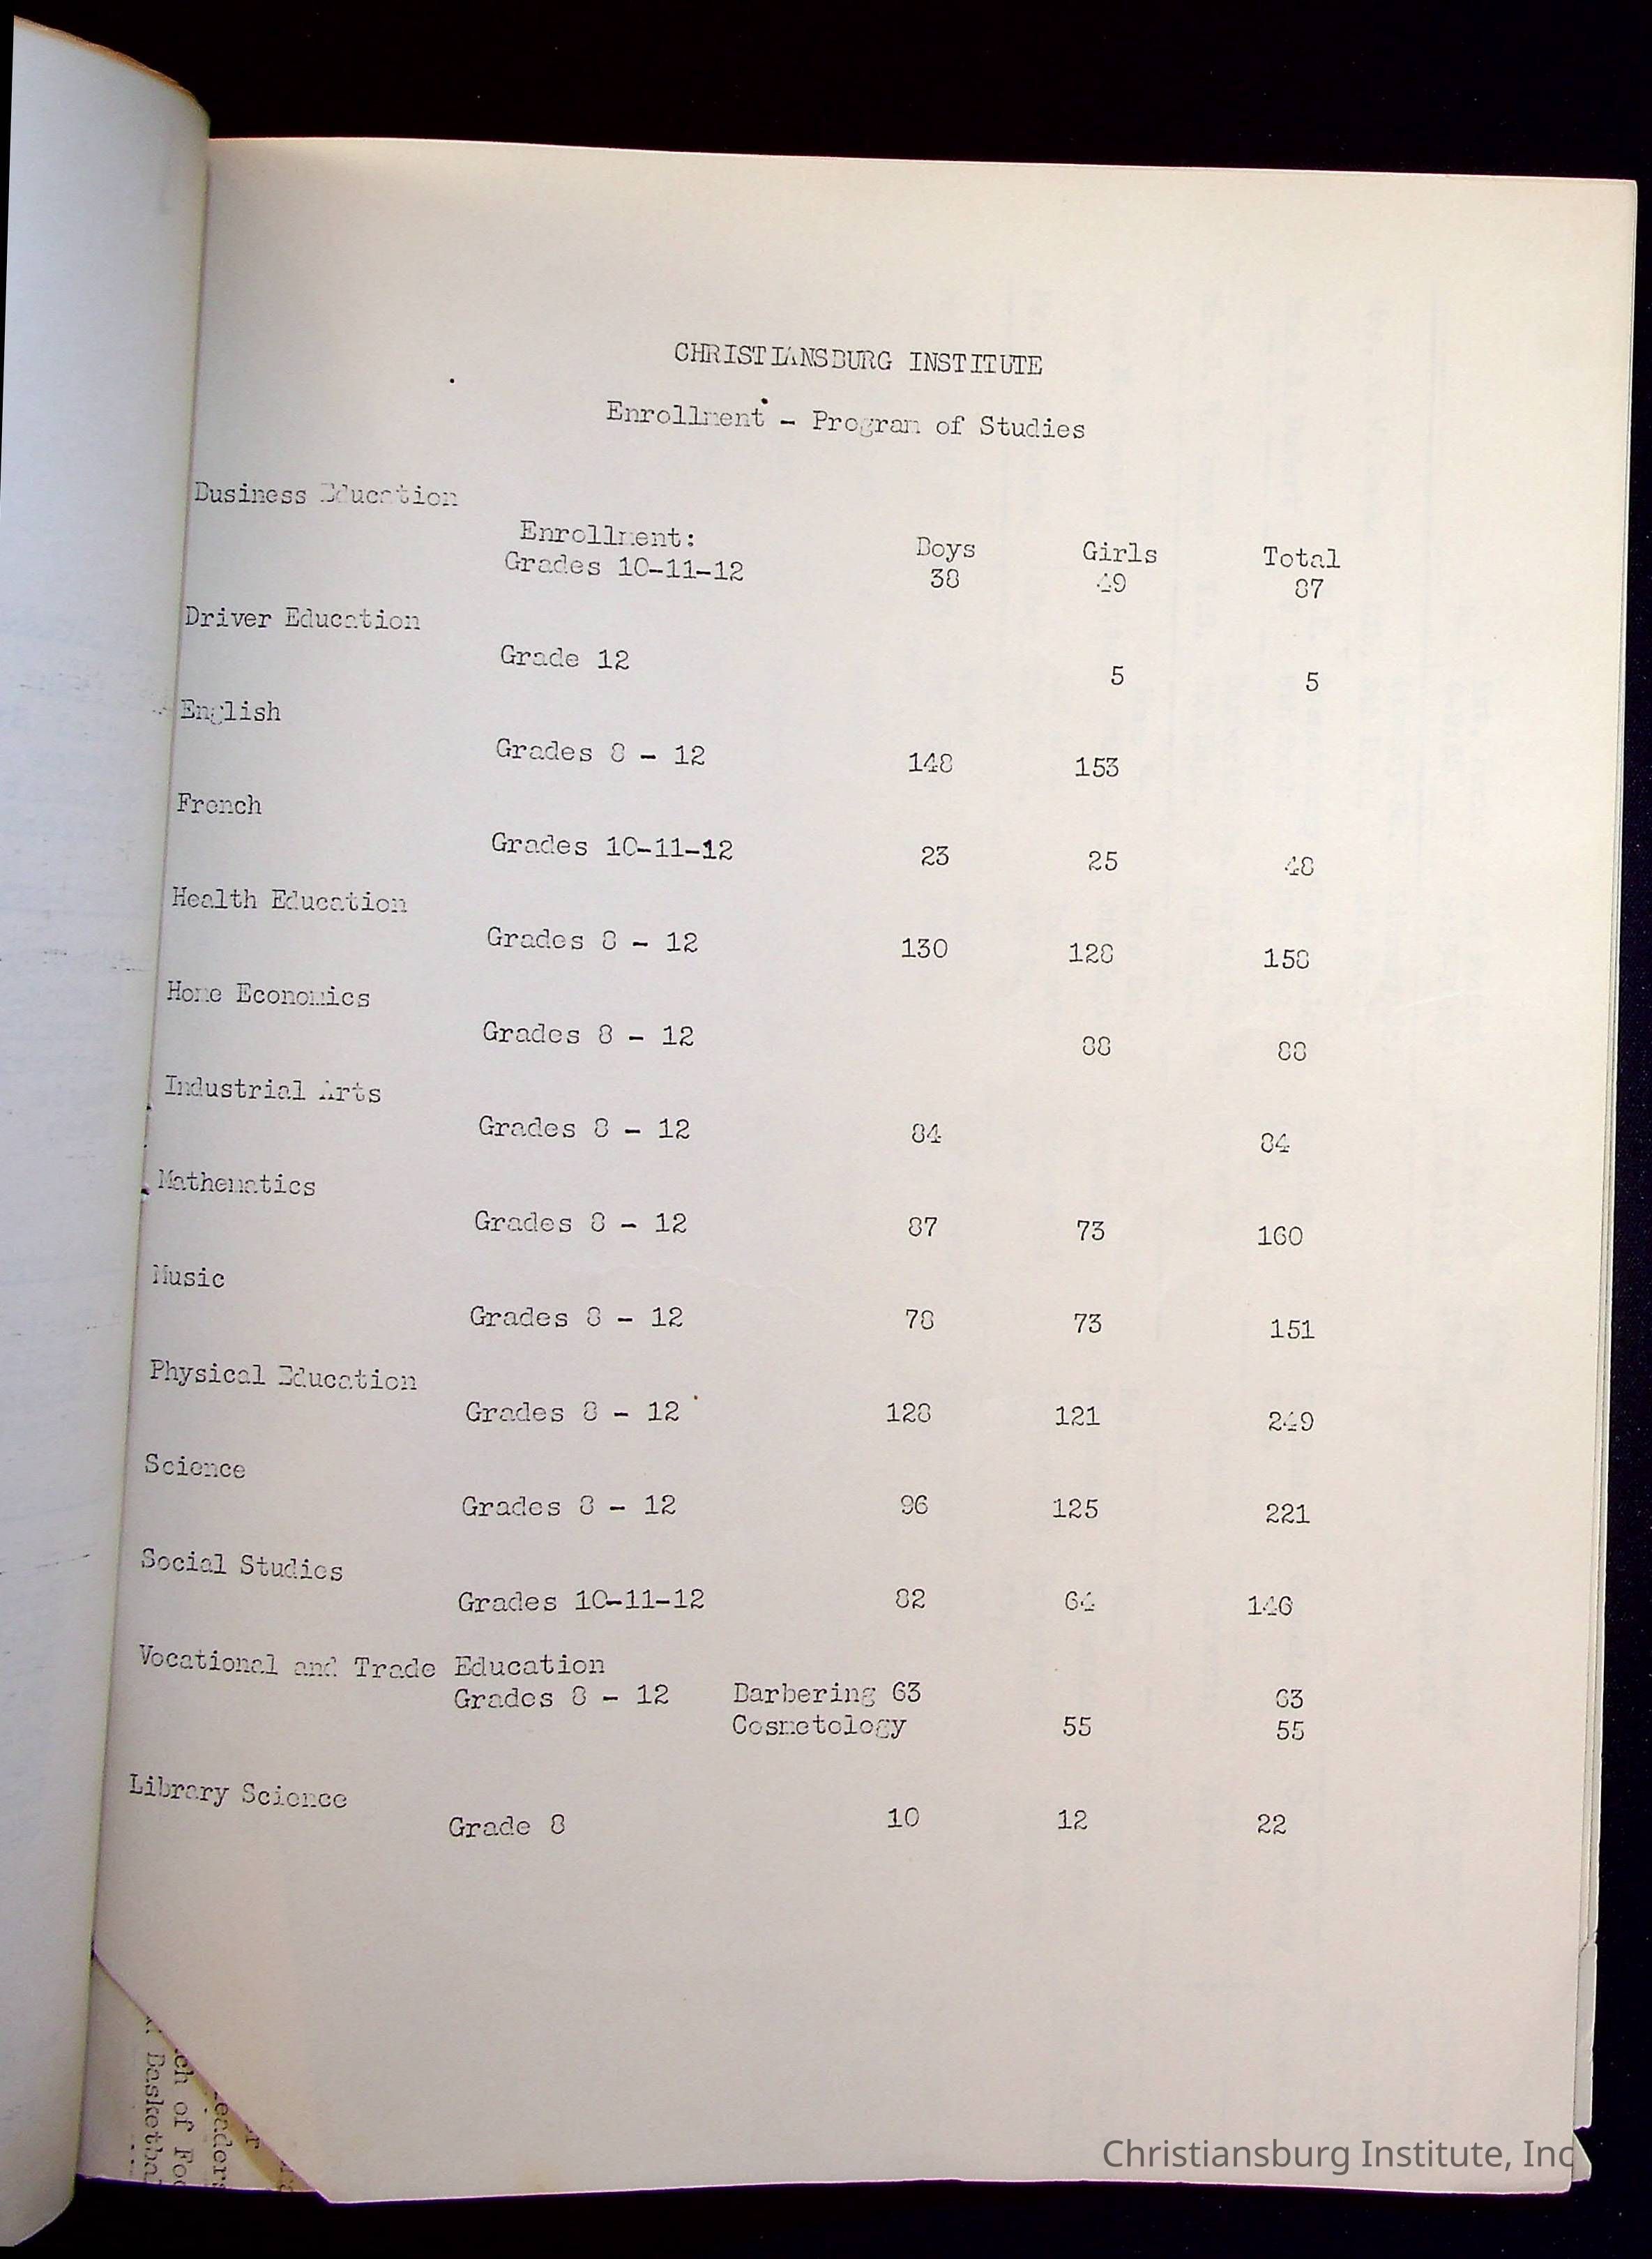 CHRISTIANSBURG INSTITUTE
Enrollment - Program of Studies
Business Education
Enrollment: Boys Girls Total
Grades 10-11-12 38 49 87
Driver Education
Grade 12 5 5
English
Grades 8 - 12 148 153
French
Grades 10-11-12 23 25 48
Health Education
Grades 8 - 12 130 128 158
Home Economics
Grades 8 - 12 88 88
Industrial Arts
Grades 8 - 12 84 84
Mathematics
Grades 8 - 12 87 73 160
Music
Grades 8 - 12 78 73 151
Physical Education
Grades 8 - 12 128 121 249
Science
Grades 8 - 12 96 125 221
Social Studies
Grades 10-11-12 82 64 146
Vocational and Trade Education
Grades 8 - 12 Barbering 63 63
Cosmetology 55 55
Library Science
Grade 8 10 12 22
ch of Foo
Basketbal
Christiansburg Institute, Inc